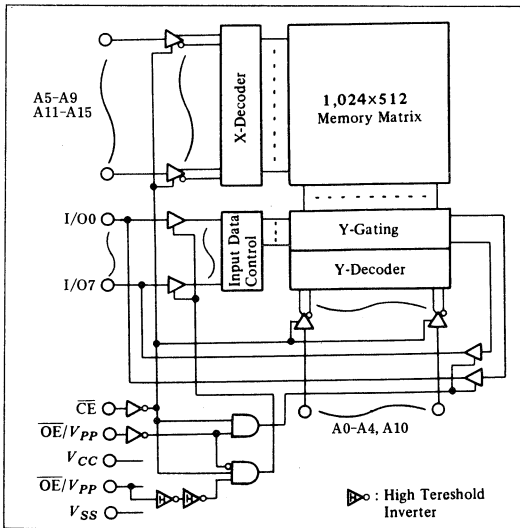 A5-A9
A11-A15
X-Decoder
1,024×512
Memory Matrix
I/O0
I/O7
Input Data
Control
Y-Gating
Y-Decoder
A0-A4, A10
CE
OE/VPP
VCC
OE/VPP
VSS
H
H
H
: High Tereshold
Inverter